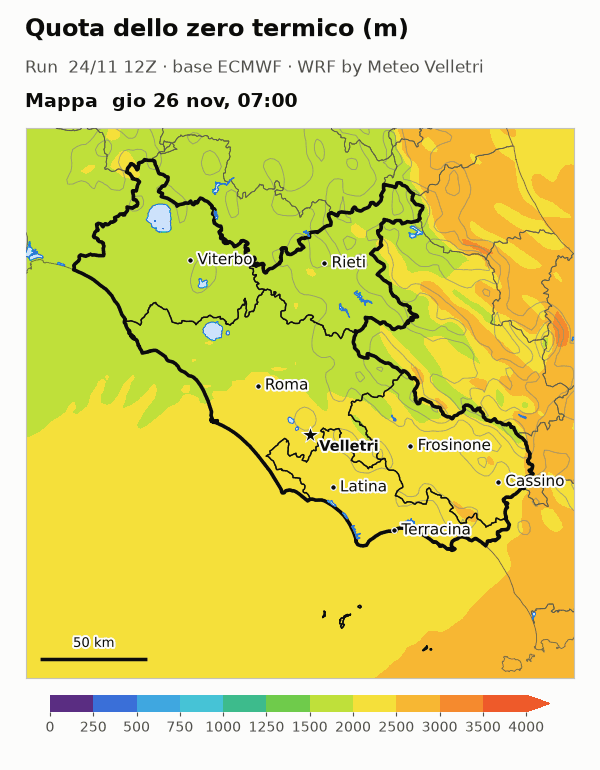 Quota dello zero termico (m)
Run  24/11 12Z · base ECMWF · WRF by Meteo Velletri
Mappa  gio 26 nov, 07:00
Viterbo
Rieti
Roma
Velletri
Frosinone
Cassino
Latina
Terracina
50 km
0 250 500 750 1000 1250 1500 2000 2500 3000 3500 4000